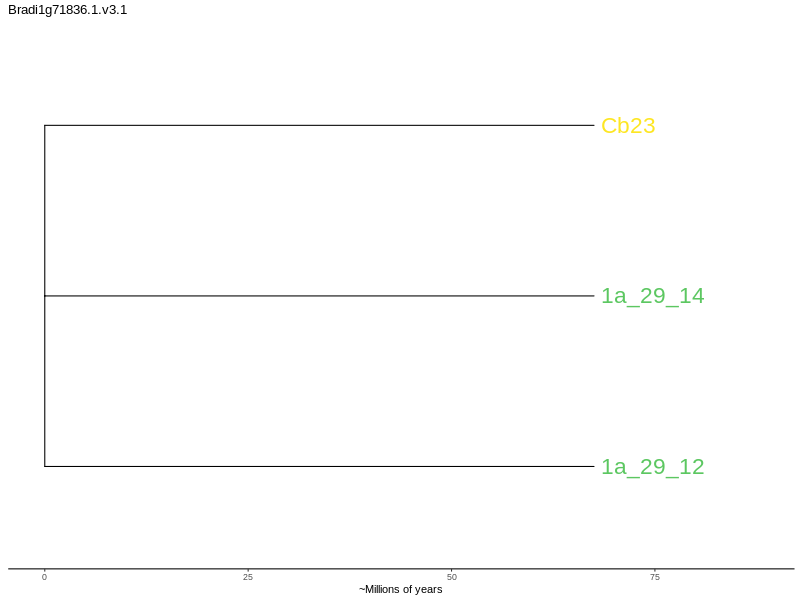 Bradi1g71836.1.v3.1
Cb23
1a_29_14
1a_29_12
0 25 50 75
~Millions of years